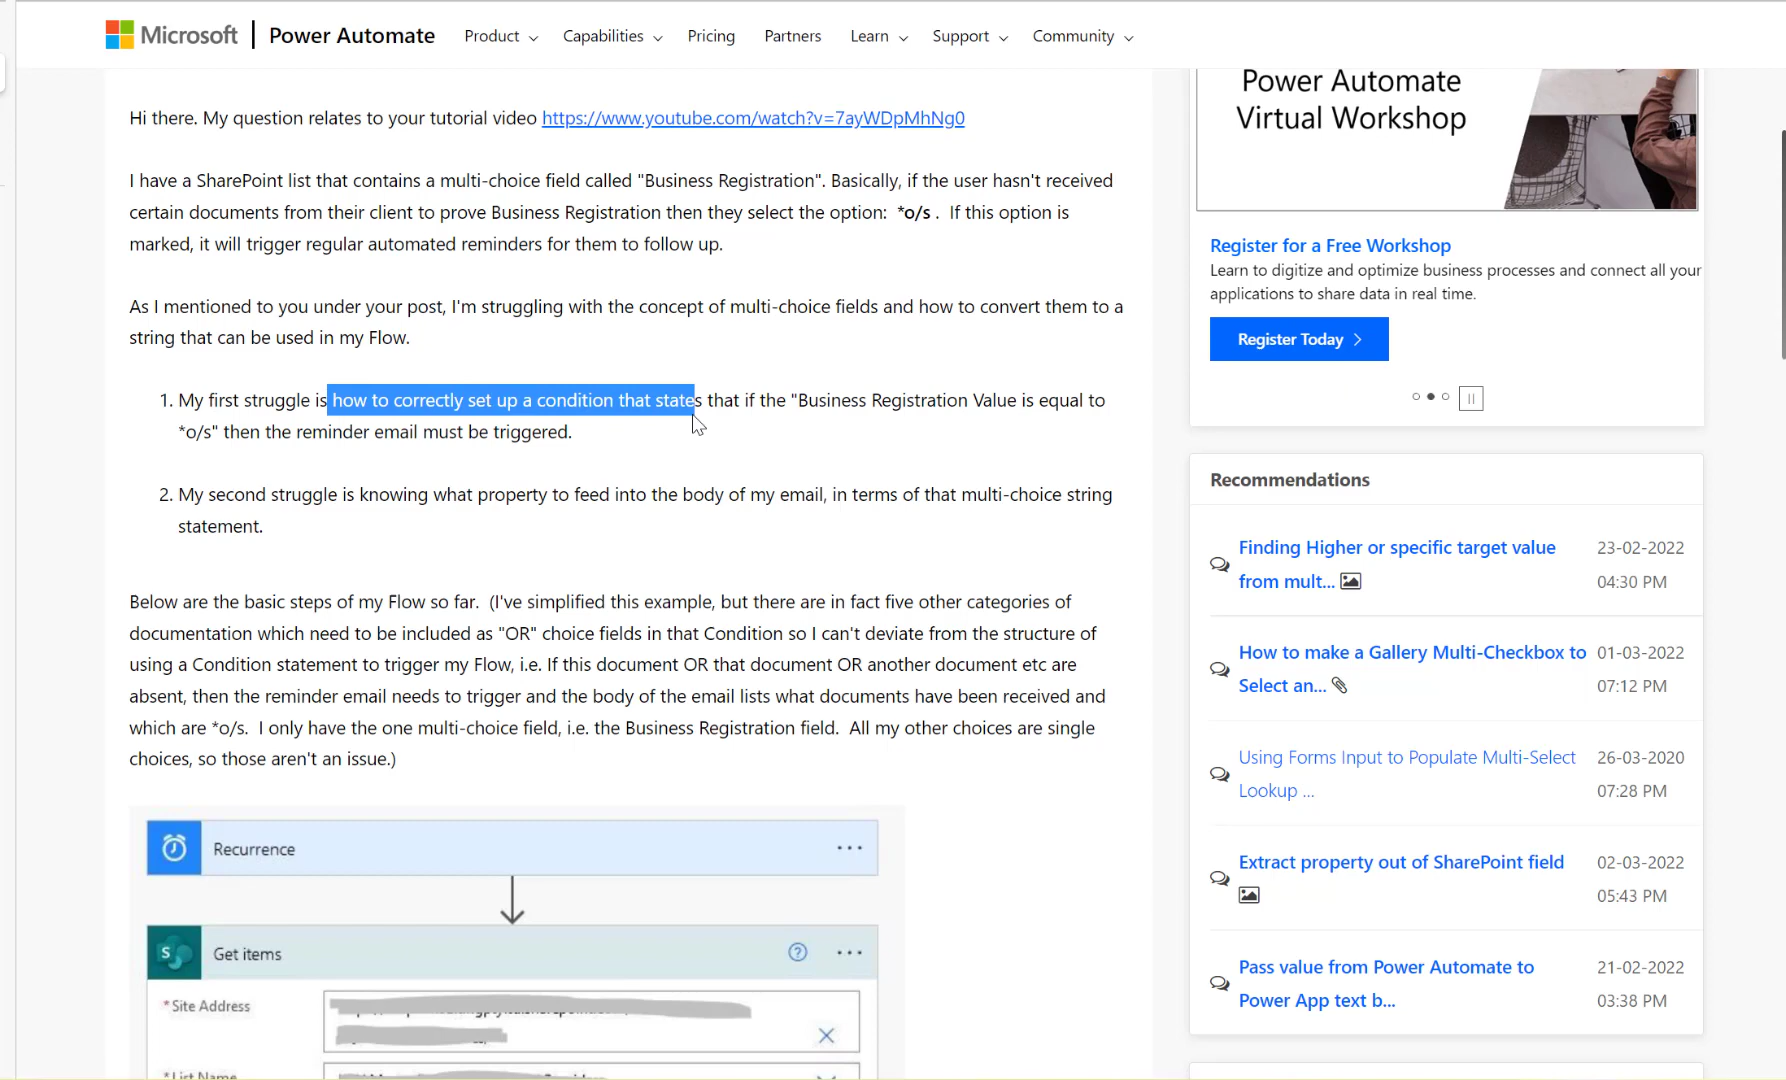 Microsoft | Power Automate Product Capabilities Pricing Partners Learn Support Community
Hi there. My question relates to your tutorial video https://www.youtube.com/watch?v=7ayWDpMhNg0
I have a SharePoint list that contains a multi-choice field called "Business Registration". Basically, if the user hasn't received
certain documents from their client to prove Business Registration then they select the option: *o/s . If this option is
marked, it will trigger regular automated reminders for them to follow up.
As I mentioned to you under your post, I'm struggling with the concept of multi-choice fields and how to convert them to a
string that can be used in my Flow.
1. My first struggle is how to correctly set up a condition that states that if the "Business Registration Value is equal to
*o/s" then the reminder email must be triggered.
2. My second struggle is knowing what property to feed into the body of my email, in terms of that multi-choice string
statement.
Below are the basic steps of my Flow so far. (I've simplified this example, but there are in fact five other categories of
documentation which need to be included as "OR" choice fields in that Condition so I can't deviate from the structure of
using a Condition statement to trigger my Flow, i.e. If this document OR that document OR another document etc are
absent, then the reminder email needs to trigger and the body of the email lists what documents have been received and
which are *o/s. I only have the one multi-choice field, i.e. the Business Registration field. All my other choices are single
choices, so those aren't an issue.)
Recurrence
Get items
*Site Address
*List Name
Power Automate
Virtual Workshop
Register for a Free Workshop
Learn to digitize and optimize business processes and connect all your
applications to share data in real time.
Register Today
Recommendations
Finding Higher or specific target value 23-02-2022
from mult... 04:30 PM
How to make a Gallery Multi-Checkbox to 01-03-2022
Select an... 07:12 PM
Using Forms Input to Populate Multi-Select 26-03-2020
Lookup ... 07:28 PM
Extract property out of SharePoint field 02-03-2022
05:43 PM
Pass value from Power Automate to 21-02-2022
Power App text b... 03:38 PM